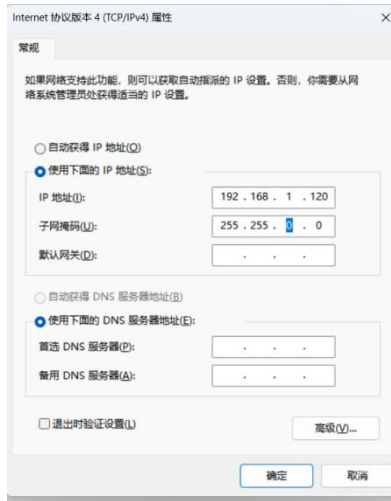 Internet 协议版本 4 (TCP/IPv4) 属性
常规
如果网络支持此功能，则可以获取自动指派的 IP 设置。否则，你需要从网
络系统管理员处获得适当的 IP 设置。
自动获得 IP 地址(O)
使用下面的 IP 地址(S):
IP 地址(I): 192 . 168 . 1 . 120
子网掩码(U): 255 . 255 . 0 . 0
默认网关(D): . . .
自动获得 DNS 服务器地址(B)
使用下面的 DNS 服务器地址(E):
首选 DNS 服务器(P): . . .
备用 DNS 服务器(A): . . .
退出时验证设置(L)
高级(V)...
确定 取消